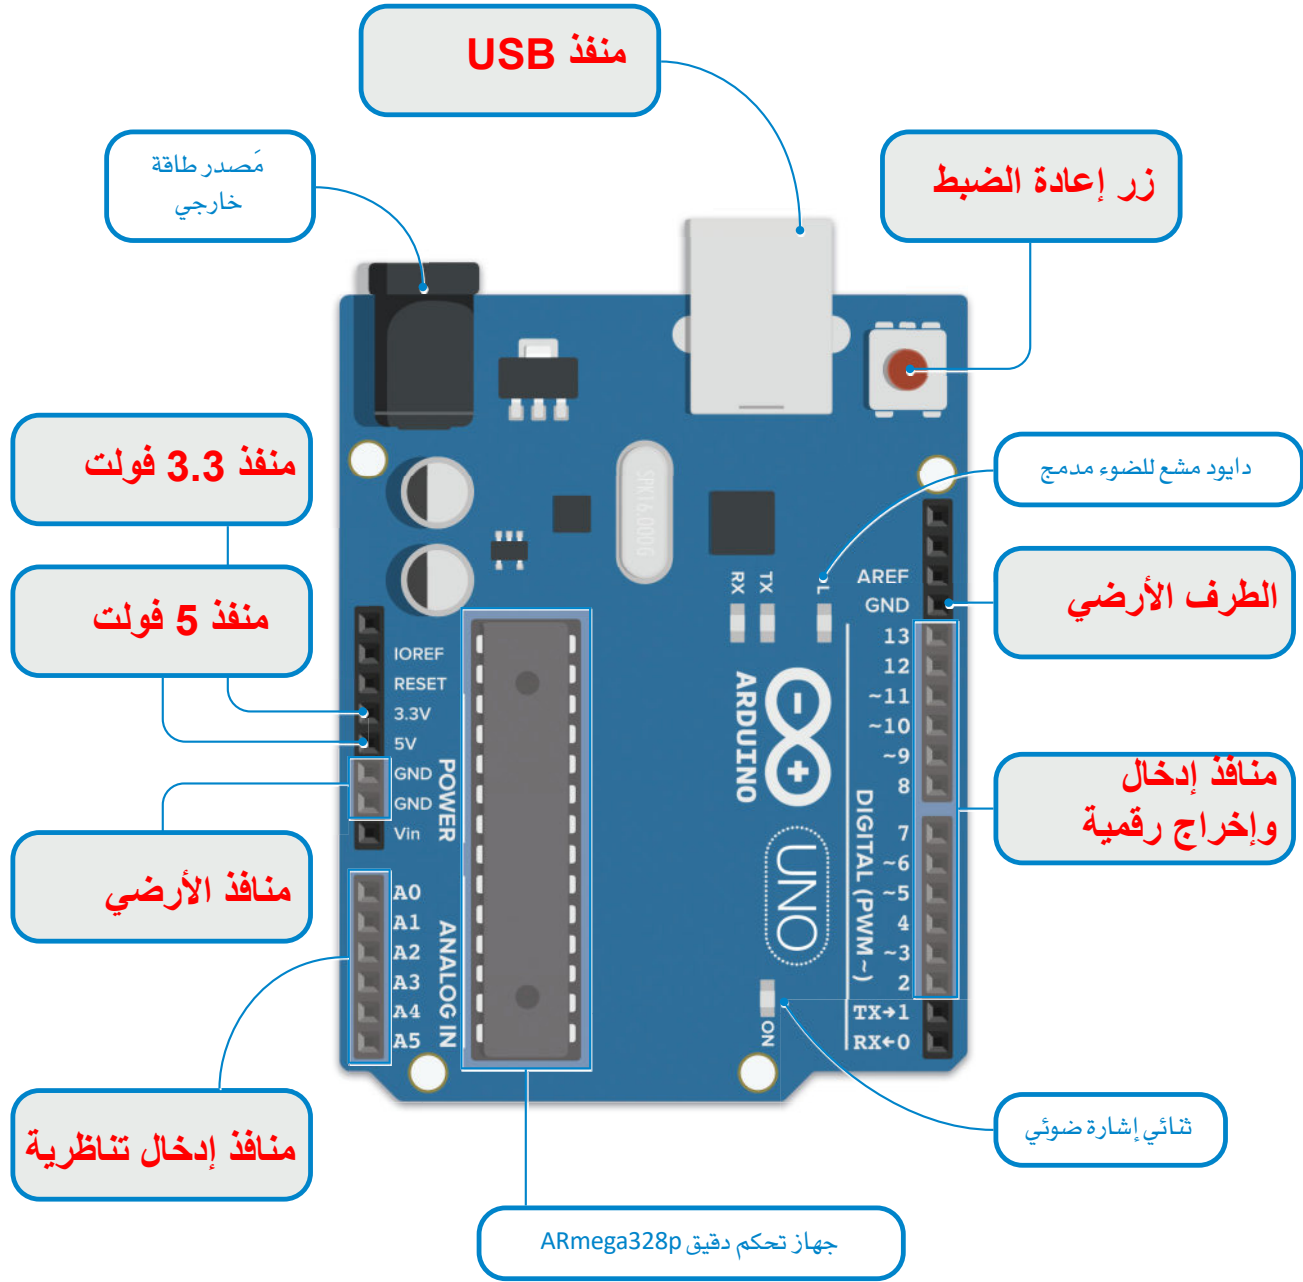 منفذ USB
مَصدر طاقة
خارجي
زر إعادة الضبط
منفذ 3.3 فولت
دايود مشع للضوء مدمج
SPK16.000G
RX
TX
L
AREF
GND
الطرف الأرضي
منفذ 5 فولت
13
12
~11
~10
~9
8
7
~6
~5
4
~3
2
TX→1
RX←0
IOREF
RESET
3.3V
5V
GND
GND
Vin
POWER
ARDUINO
UNO
DIGITAL (PWM~)
منافذ إدخال
وإخراج رقمية
منافذ الأرضي
A0
A1
A2
A3
A4
A5
ANALOG IN
ON
منافذ إدخال تناظرية
ثنائي إشارة ضوئي
جهاز تحكم دقيق ARmega328p